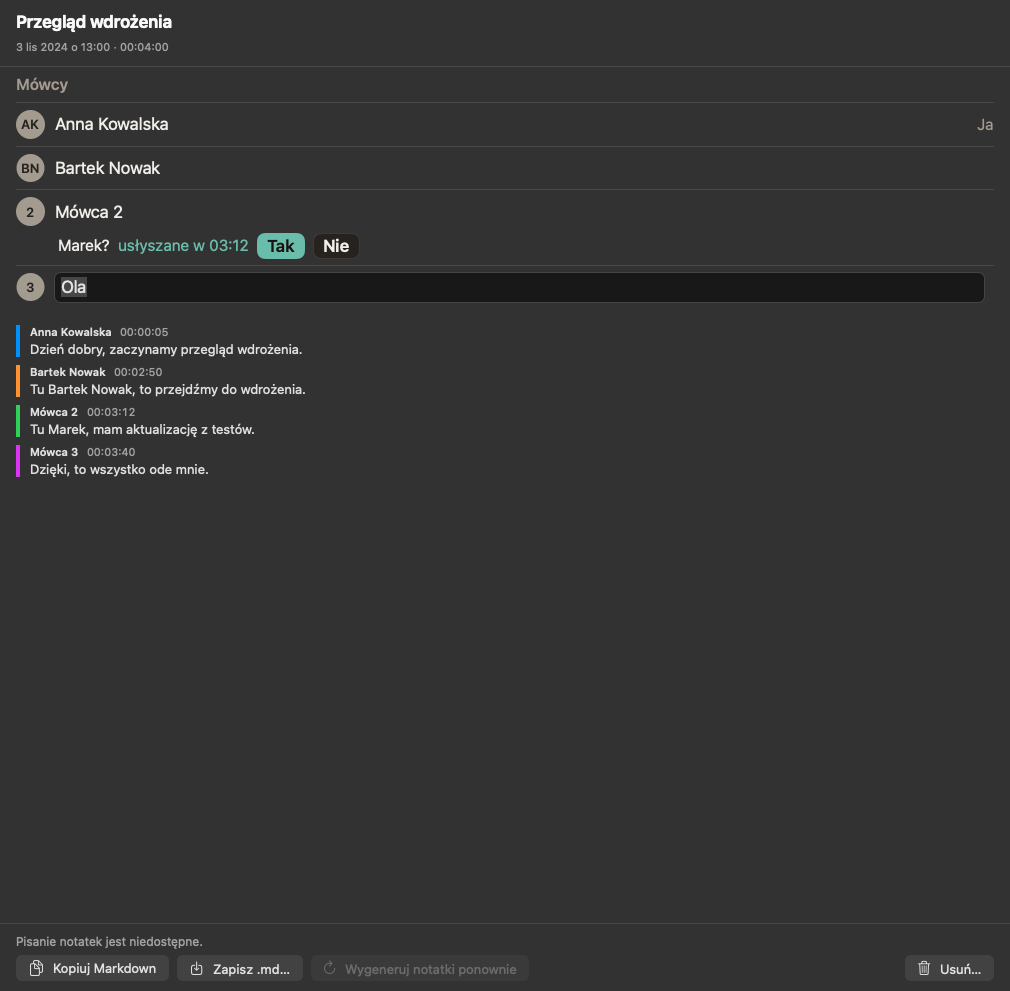 Przegląd wdrożenia
3 lis 2024 o 13:00 · 00:04:00
Mówcy
AK Anna Kowalska Ja
BN Bartek Nowak
2 Mówca 2
Marek? usłyszane w 03:12 Tak Nie
3 Ola
Anna Kowalska 00:00:05
Dzień dobry, zaczynamy przegląd wdrożenia.
Bartek Nowak 00:02:50
Tu Bartek Nowak, to przejdźmy do wdrożenia.
Mówca 2 00:03:12
Tu Marek, mam aktualizację z testów.
Mówca 3 00:03:40
Dzięki, to wszystko ode mnie.
Pisanie notatek jest niedostępne.
Kopiuj Markdown Zapisz .md... Wygeneruj notatki ponownie Usuń...